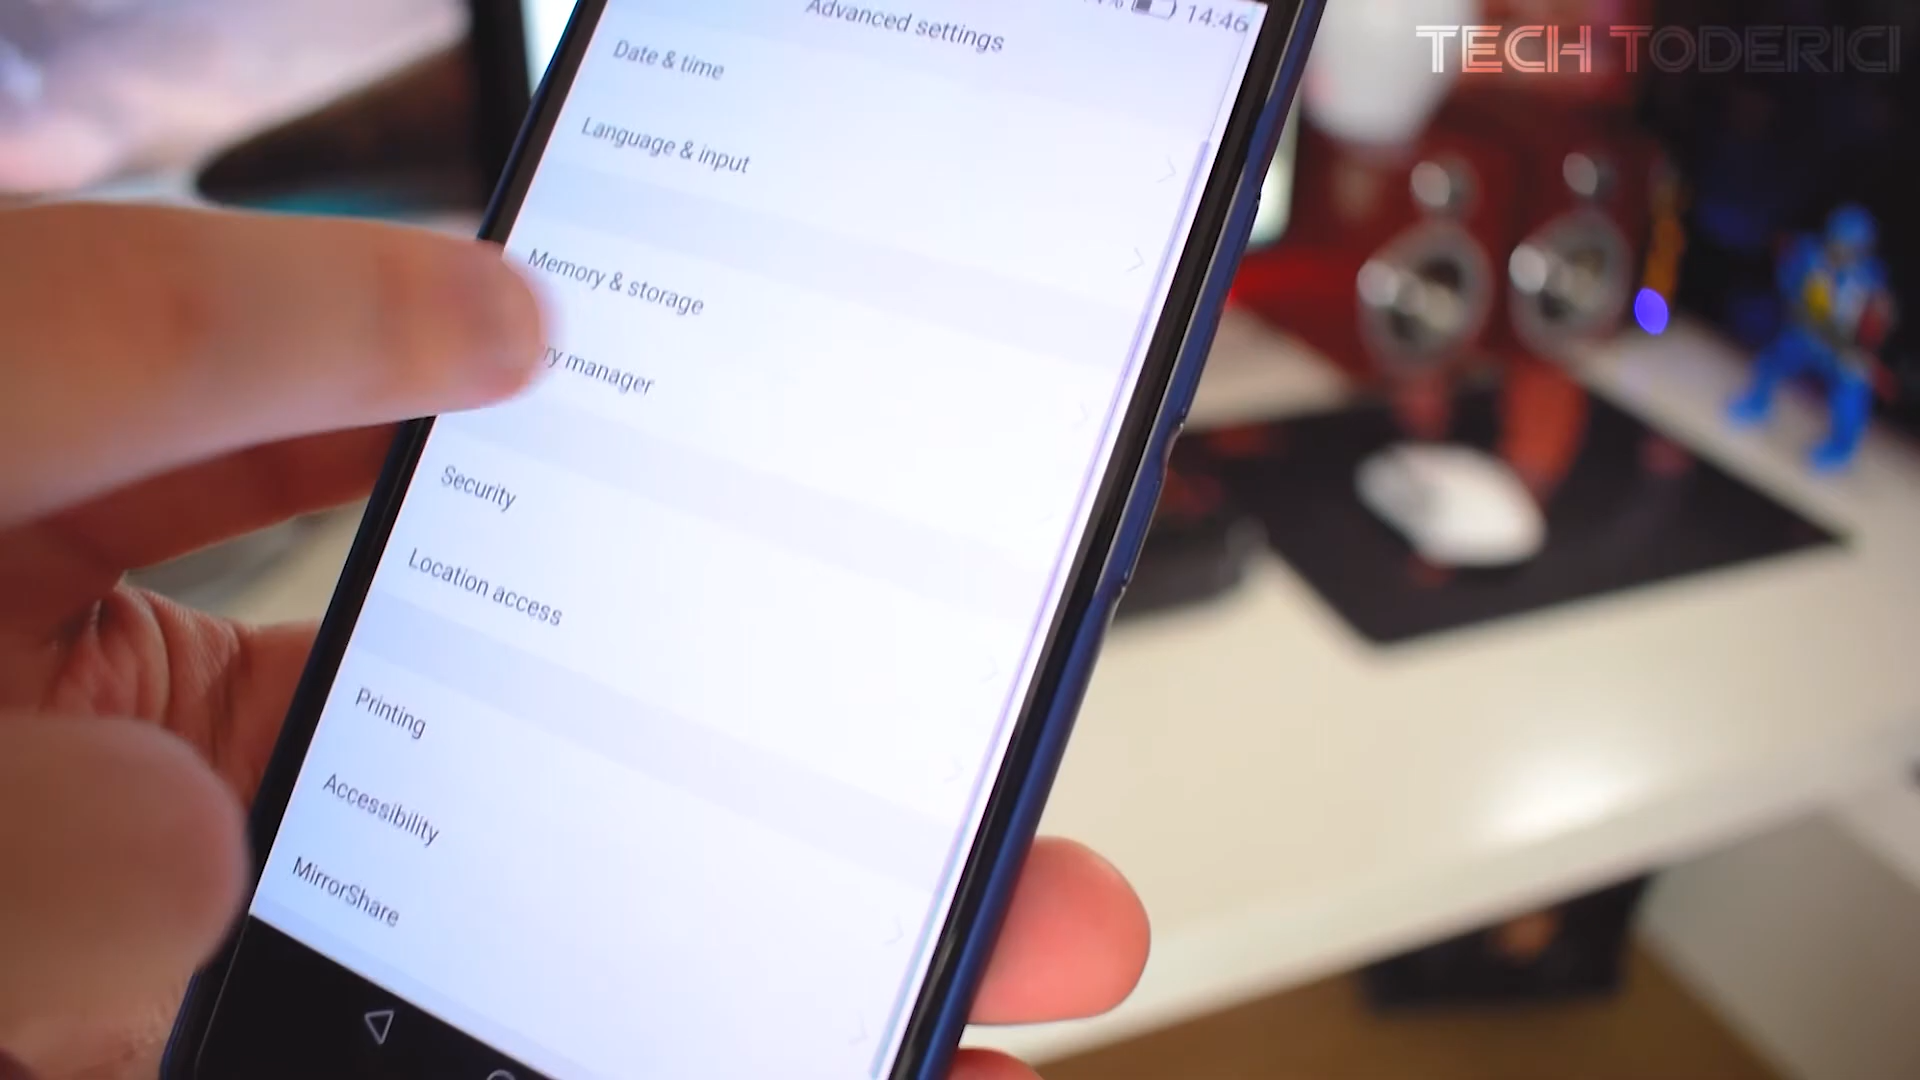 14:46
TECH TODERICI
Advanced settings
Date & time
Language & input
Memory & storage
manager
Security
Location access
Printing
Accessibility
MirrorShare